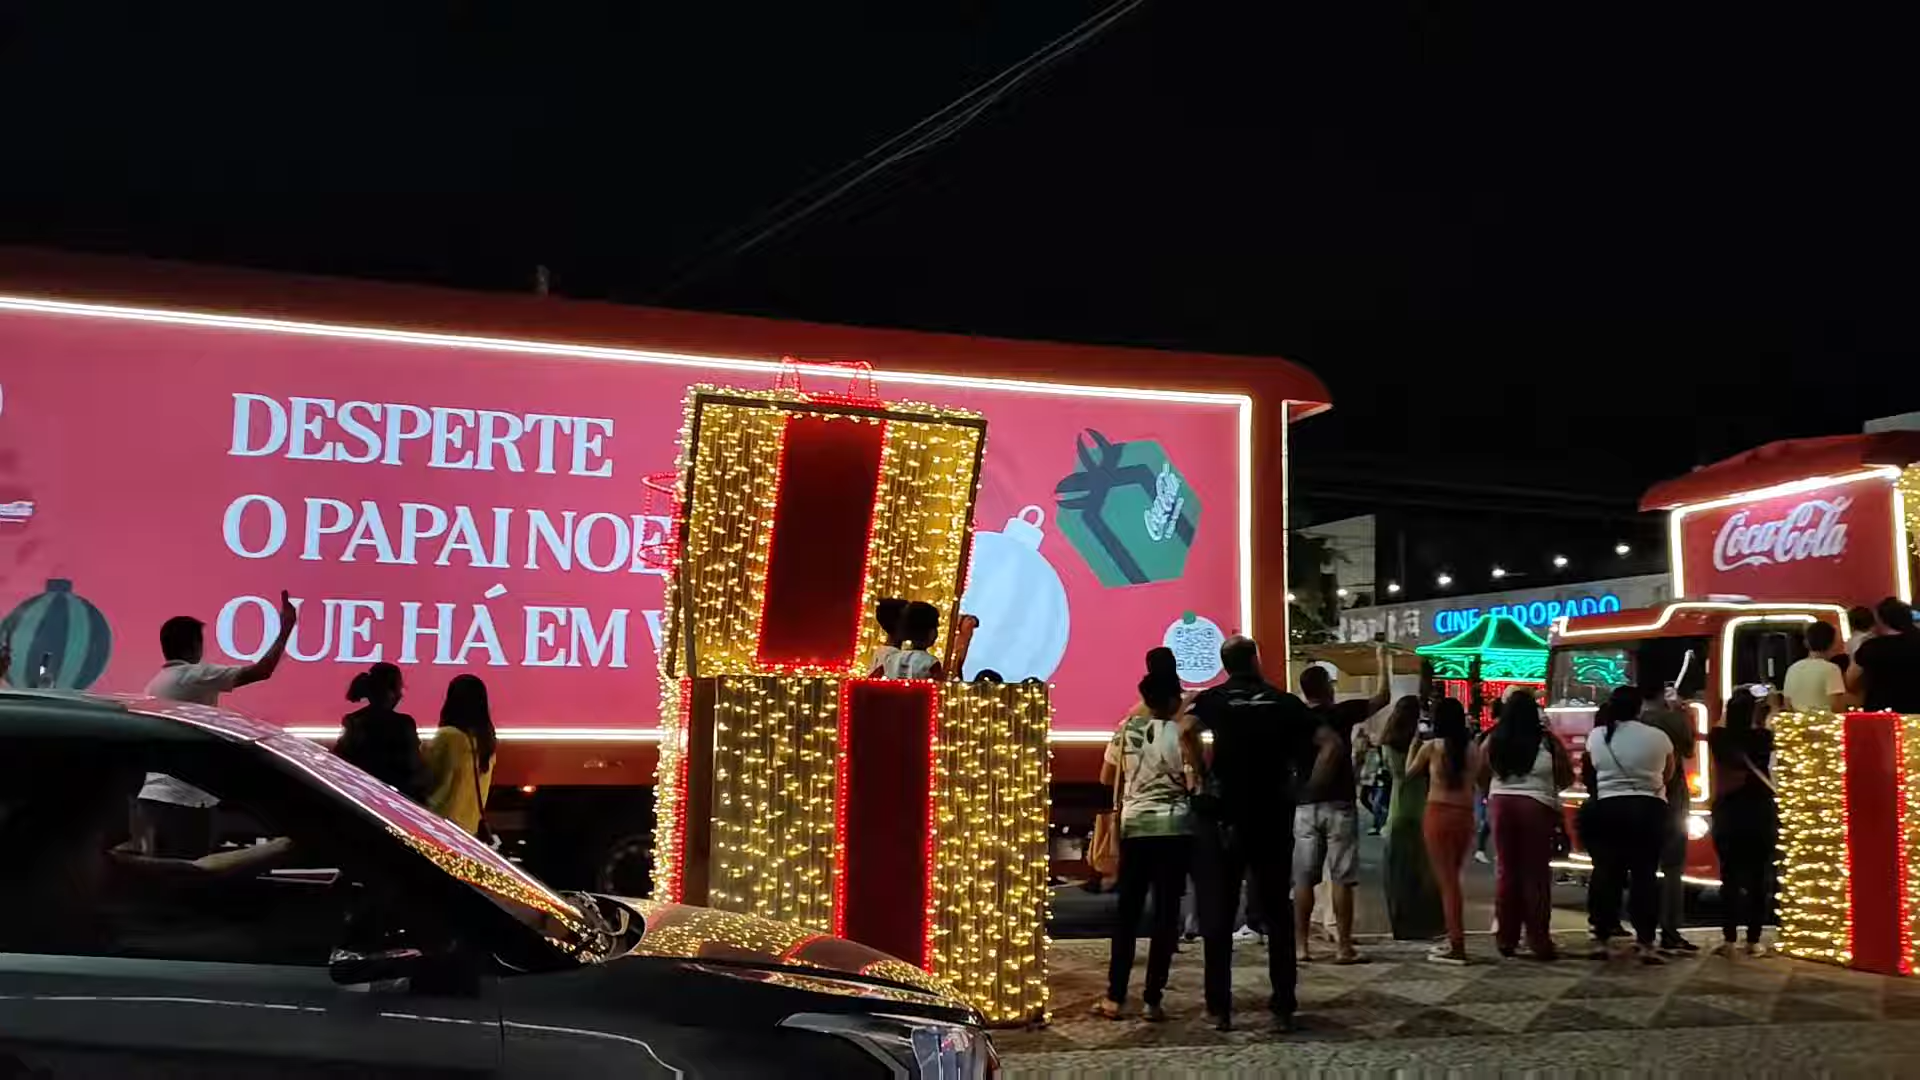 DESPERTE
O PAPAI NOE
QUE HÁ EM V
Coca-Cola
CINE ELDORADO